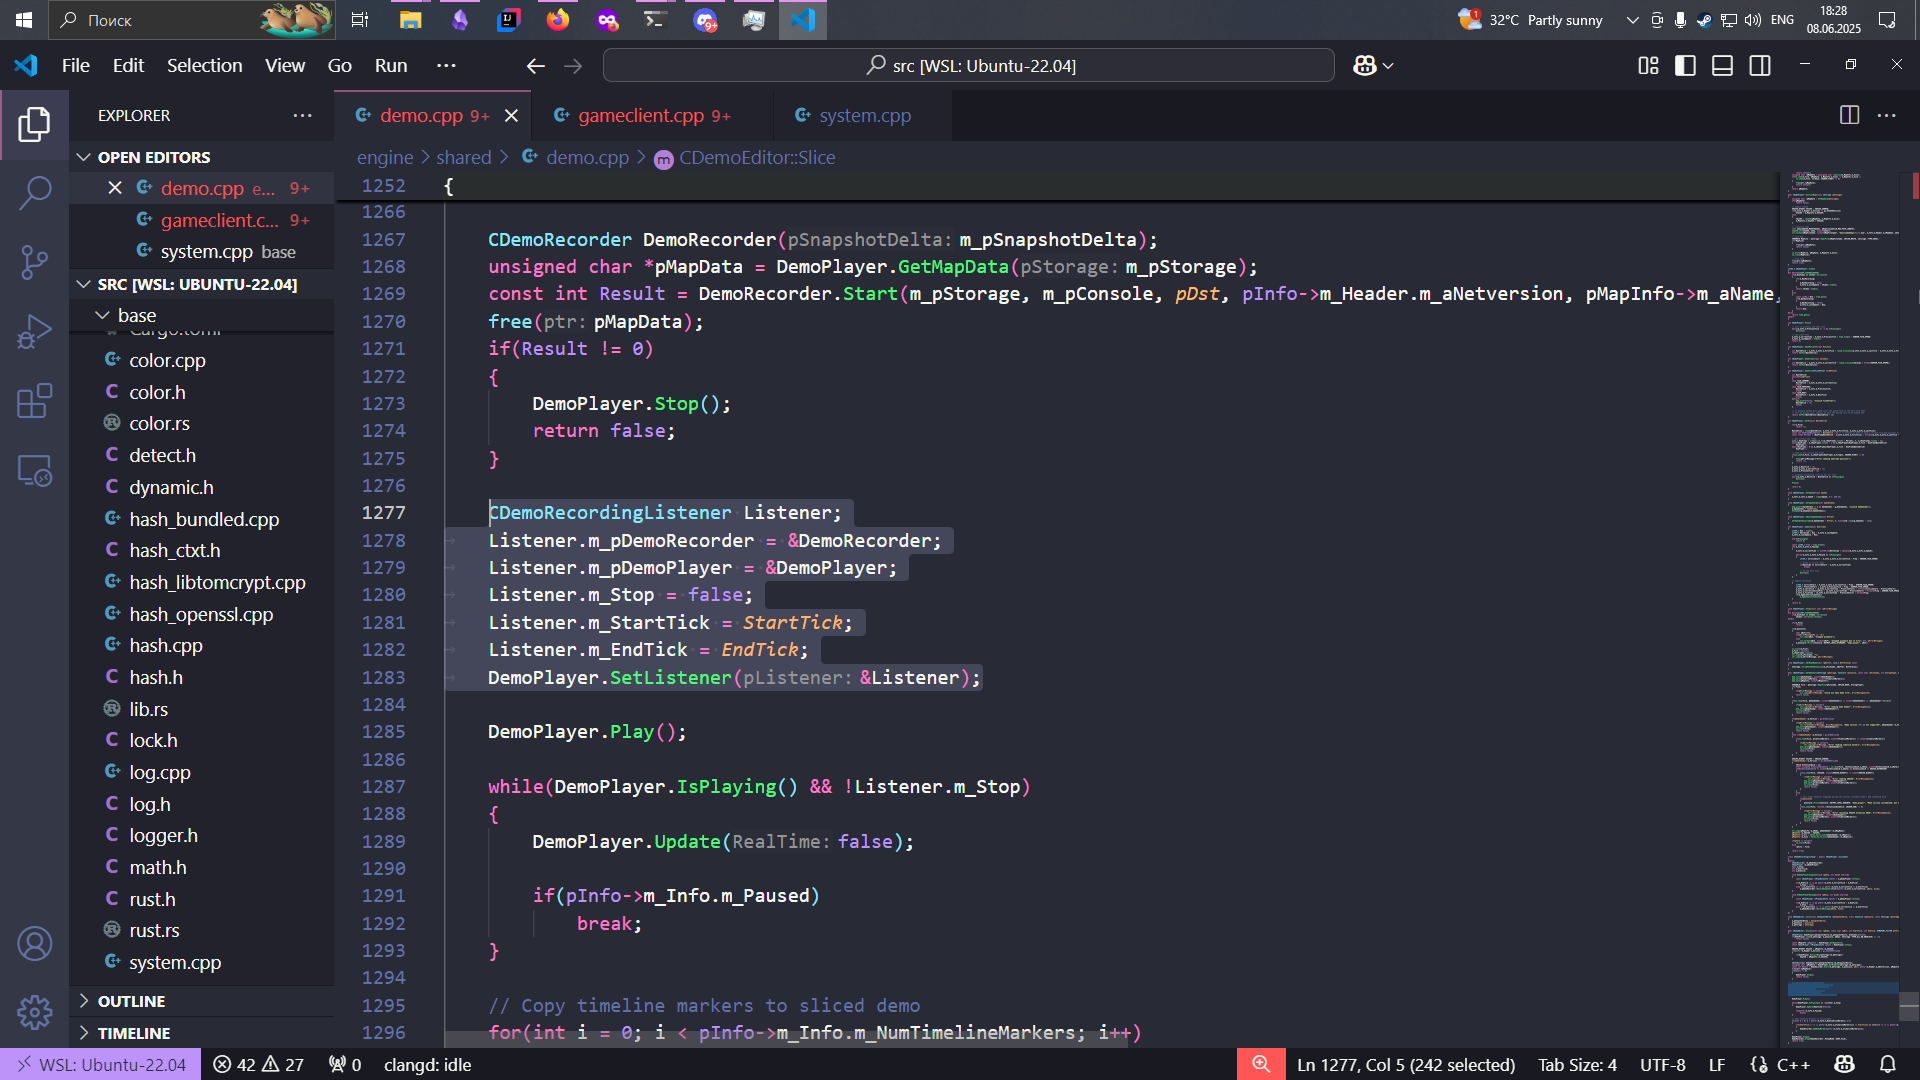 Поиск
9+
32°C Partly sunny
ENG
18:28
08.06.2025
File Edit Selection View Go Run ...
src [WSL: Ubuntu-22.04]
EXPLORER
demo.cpp 9+
gameclient.cpp 9+
system.cpp
OPEN EDITORS
demo.cpp e... 9+
gameclient.c... 9+
system.cpp base
SRC [WSL: UBUNTU-22.04]
base
Cargo.toml
color.cpp
color.h
color.rs
detect.h
dynamic.h
hash_bundled.cpp
hash_ctxt.h
hash_libtomcrypt.cpp
hash_openssl.cpp
hash.cpp
hash.h
lib.rs
lock.h
log.cpp
log.h
logger.h
math.h
rust.h
rust.rs
system.cpp
OUTLINE
TIMELINE
engine > shared > demo.cpp > CDemoEditor::Slice
1252 {
1266
1267 CDemoRecorder DemoRecorder(pSnapshotDelta: m_pSnapshotDelta);
1268 unsigned char *pMapData = DemoPlayer.GetMapData(pStorage: m_pStorage);
1269 const int Result = DemoRecorder.Start(m_pStorage, m_pConsole, pDst, pInfo->m_Header.m_aNetversion, pMapInfo->m_aName,
1270 free(ptr: pMapData);
1271 if(Result != 0)
1272 {
1273 DemoPlayer.Stop();
1274 return false;
1275 }
1276
1277 CDemoRecordingListener Listener;
1278 Listener.m_pDemoRecorder = &DemoRecorder;
1279 Listener.m_pDemoPlayer = &DemoPlayer;
1280 Listener.m_Stop = false;
1281 Listener.m_StartTick = StartTick;
1282 Listener.m_EndTick = EndTick;
1283 DemoPlayer.SetListener(pListener: &Listener);
1284
1285 DemoPlayer.Play();
1286
1287 while(DemoPlayer.IsPlaying() && !Listener.m_Stop)
1288 {
1289 DemoPlayer.Update(RealTime: false);
1290
1291 if(pInfo->m_Info.m_Paused)
1292 break;
1293 }
1294
1295 // Copy timeline markers to sliced demo
1296 for(int i = 0; i < pInfo->m_Info.m_NumTimelineMarkers; i++)
WSL: Ubuntu-22.04 42 27 0 clangd: idle
Ln 1277, Col 5 (242 selected) Tab Size: 4 UTF-8 LF C++